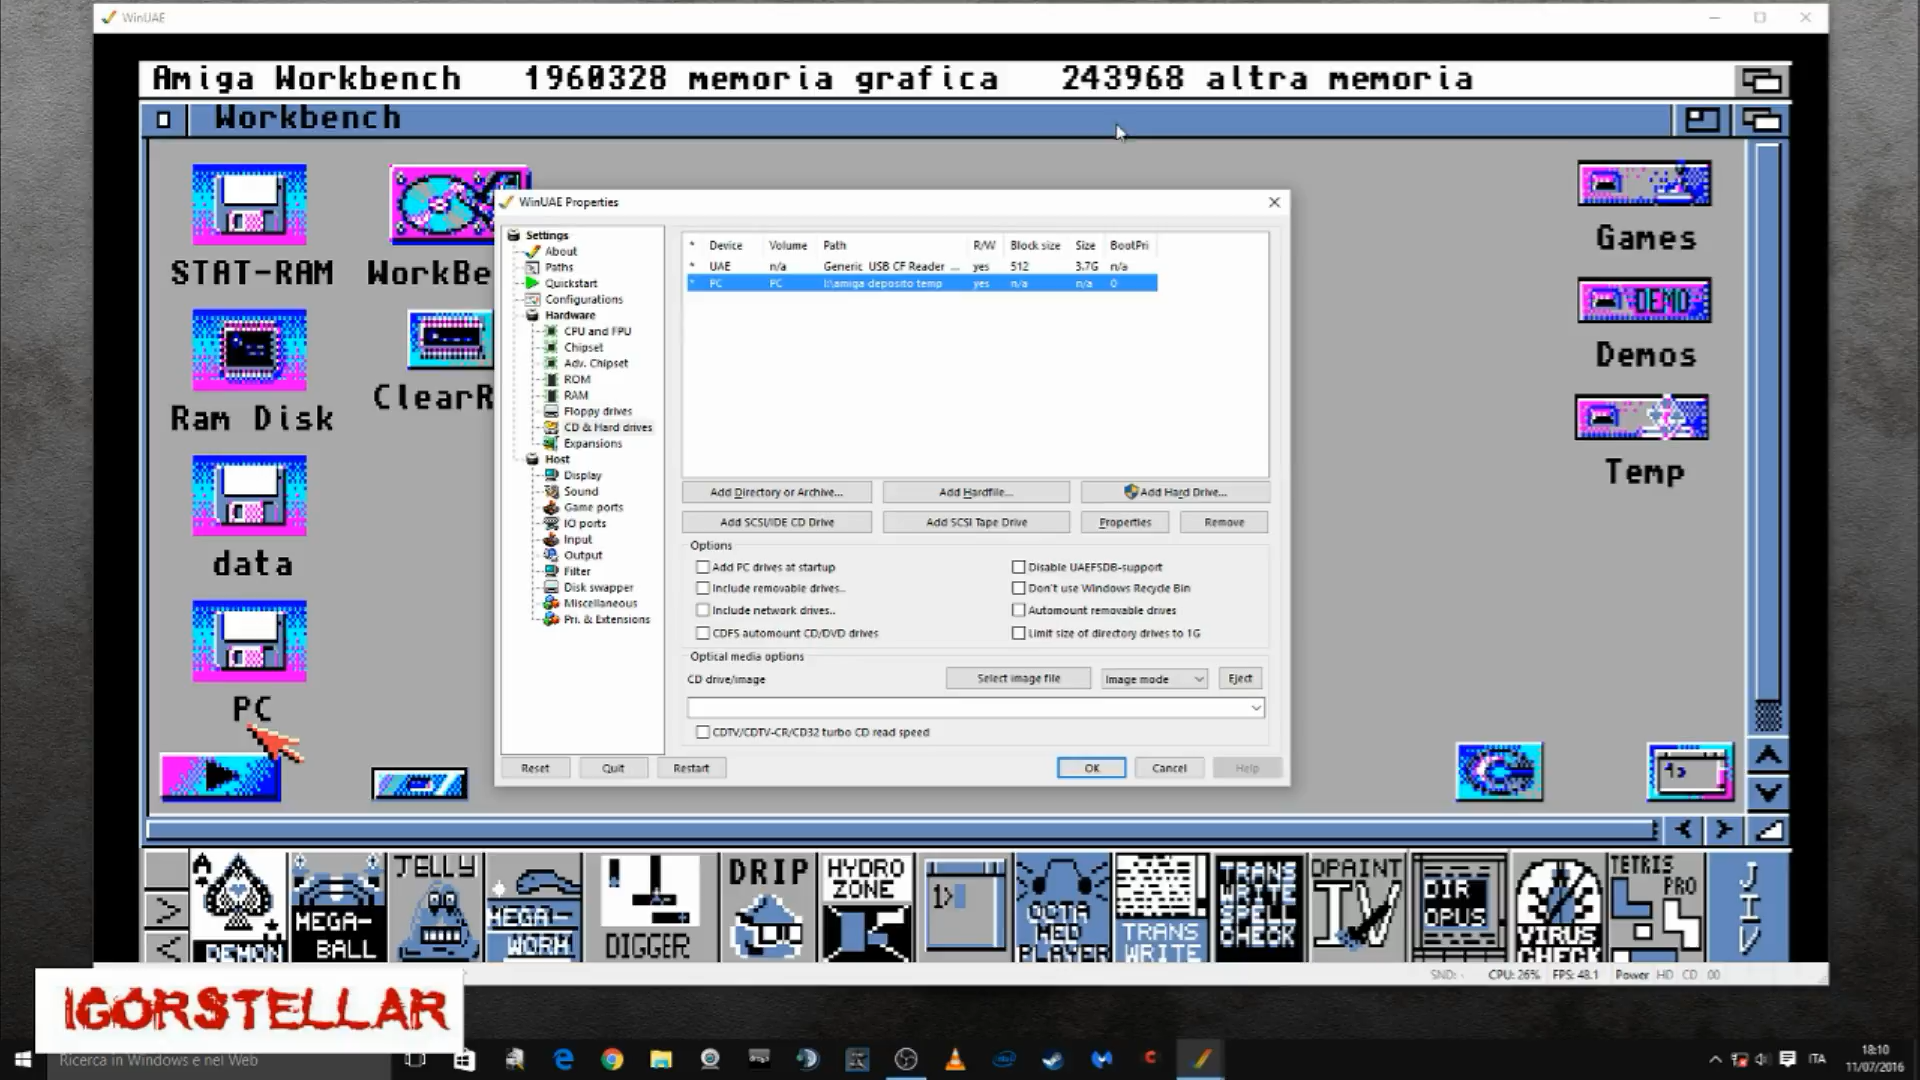 WinUAE
Amiga Workbench 1960328 memoria grafica 243968 altra memoria
Workbench
STAT-RAM
WorkBe
Ram Disk
ClearR
data
PC
Games
DEMO
Demos
Temp
WinUAE Properties
Settings
About
Paths
Quickstart
Configurations
Hardware
CPU and FPU
Chipset
Adv. Chipset
ROM
RAM
Floppy drives
CD & Hard drives
Expansions
Host
Display
Sound
Game ports
IO ports
Input
Output
Filter
Disk swapper
Miscellaneous
Pri. & Extensions
* Device Volume Path R/W Block size Size BootPri
* UAE n/a Generic USB CF Reader ... yes 512 3.7G n/a
* PC PC I:\amiga deposito temp yes n/a n/a 0
Add Directory or Archive... Add Hardfile... Add Hard Drive...
Add SCSI/IDE CD Drive Add SCSI Tape Drive Properties Remove
Options
Add PC drives at startup Disable UAEFSDB-support
Include removable drives.. Don't use Windows Recycle Bin
Include network drives.. Automount removable drives
CDFS automount CD/DVD drives Limit size of directory drives to 1G
Optical media options
CD drive/image Select image file Image mode Eject
CDTV/CDTV-CR/CD32 turbo CD read speed
Reset Quit Restart OK Cancel Help
1>
A
DEMON
MEGA-
BALL
JELLY
MEGA-
WORM
DIGGER
DRIP
HYDRO
ZONE
1>
OCTA
MED
PLAYER
TRANS
WRITE
TRANS
WRITE
SPELL
CHECK
DPAINT
IV
DIR
OPUS
VIRUS
CHECK
TETRIS
PRO
SND: CPU: 26% FPS: 48.1 Power HD CD 00
IGORSTELLAR
Ricerca in Windows e nel Web
ITA
18:10
11/07/2016